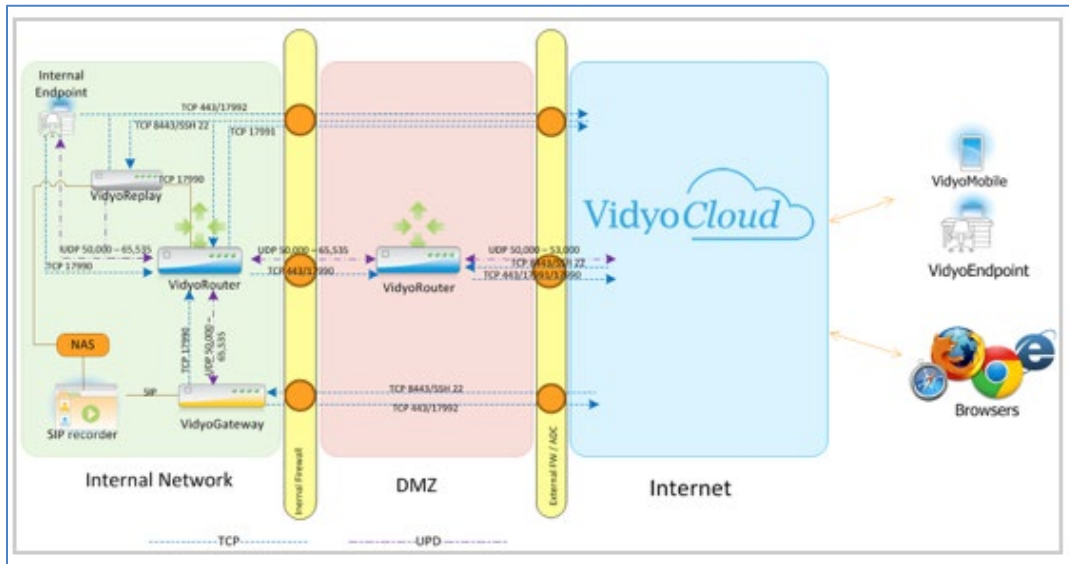 Internal
Endpoint
TCP 443/17992
TCP 8443/SSH 22
TCP 17991
TCP 17990
VidyoReplay
UDP 50,000 – 65,535
TCP 17990
VidyoRouter
UDP 50,000 – 65,535
TCP 443/17990
VidyoRouter
UDP 50,000 – 53,000
TCP 8443/SSH 22
TCP 443/17991/17990
VidyoCloud
VidyoMobile
VidyoEndpoint
Browsers
TCP 17990
UDP 50,000 –
65,535
NAS
SIP
SIP recorder
VidyoGateway
TCP 8443/SSH 22
TCP 443/17992
Inernal Firewall
External FW / ADC
Internal Network
DMZ
Internet
TCP
UPD